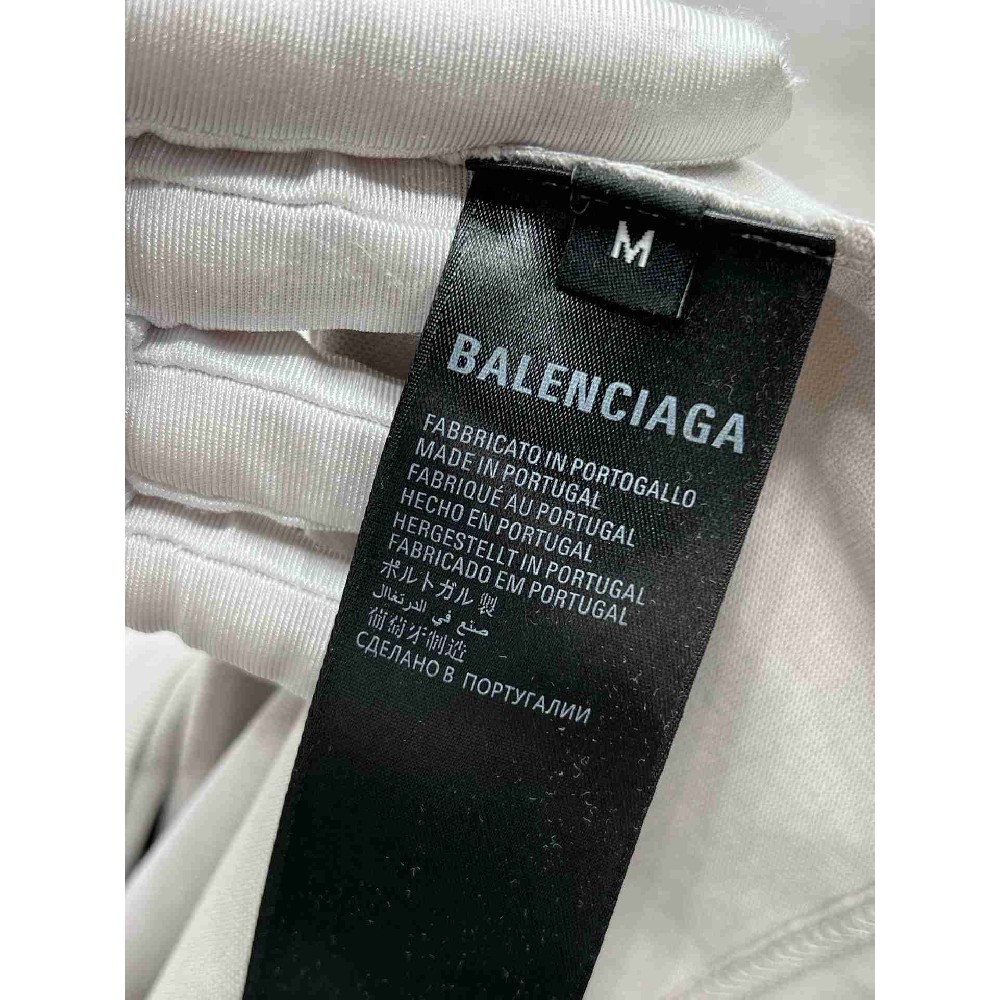 M
BALENCIAGA
FABBRICATO IN PORTOGALLO
MADE IN PORTUGAL
FABRIQUÉ AU PORTUGAL
HECHO EN PORTUGAL
HERGESTELLT IN PORTUGAL
FABRICADO EM PORTUGAL
ポルトガル製
صنع في الدرتغاال
葡萄牙制造
СДЕЛАНО В ПОРТУГАЛИИ